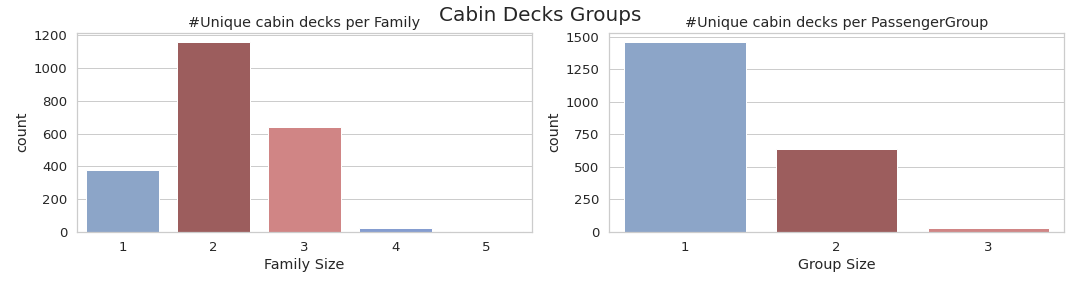 Cabin Decks Groups
#Unique cabin decks per Family
1200
1000
800
600
400
200
0
count
1 2 3 4 5
Family Size
#Unique cabin decks per PassengerGroup
1500
1250
1000
750
500
250
0
count
1 2 3
Group Size